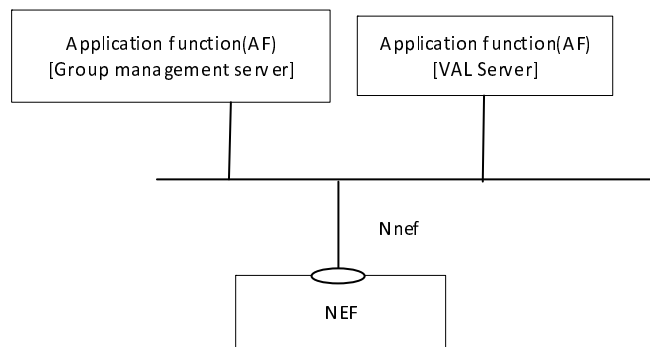 Application function(AF)
[Group management server]
Application function(AF)
[VAL Server]
Nnef
NEF